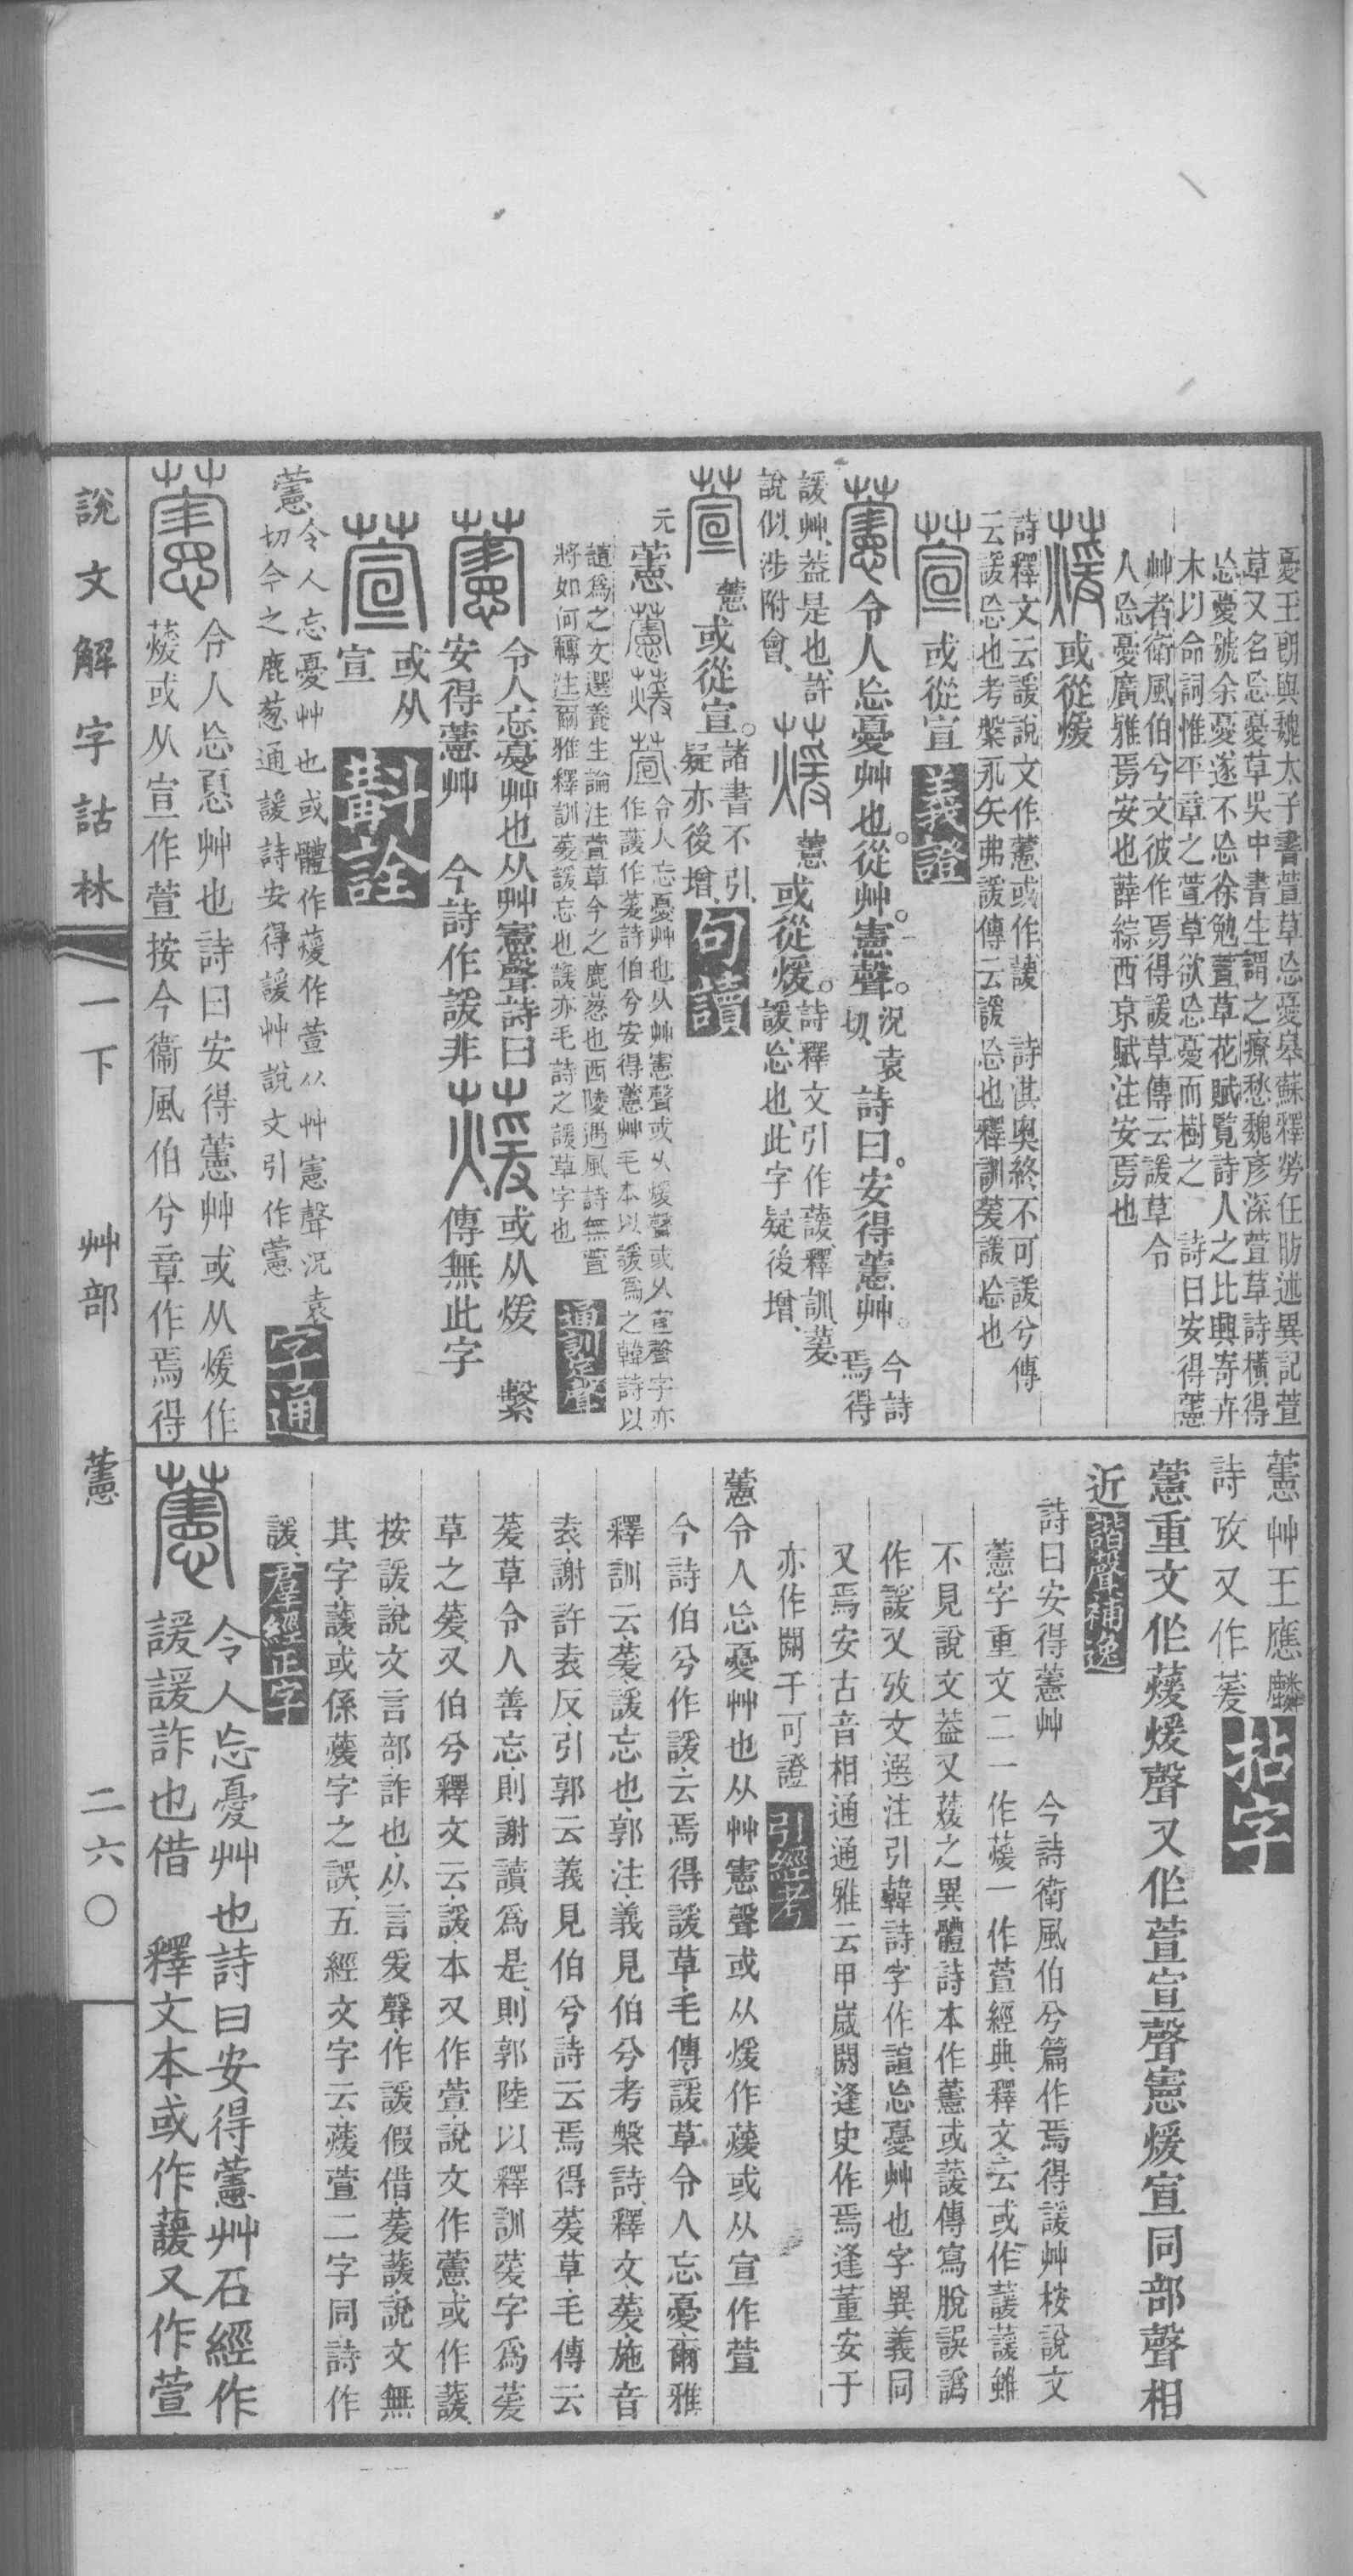 憂王朗與魏太子書萱草忘憂皋蘇釋勞任昉述異記萱
草又名忘憂草吳中書生謂之療愁魏彥深萱草詩橫得
忘憂號余憂遂不忘徐勉萱草花賦覽詩人之比興寄卉
木以命詞惟平章之萱草欲忘憂而樹之　詩曰安得藼
艸者衛風伯兮文彼作焉得諼草傳云諼草令
人忘憂廣雅焉安也薛綜西京賦注安焉也
蕿或從煖
詩釋文云諼說文作藼或作蕿　詩淇奧終不可諼兮傳
云諼忘也考槃永矢弗諼傳云諼忘也釋訓萲諼忘也
萱或從宣義證
藼令人忘憂艸也。從艸。憲聲。況袁
切、詩曰。安得藼艸。今詩
焉得
諼艸、葢是也、許
說似涉附會、蕿藼或從煖。詩釋文引作蕿釋訓萲、
諼、忘也、此字疑後增、
萱藼或從宣。諸書不引、
疑亦後增、句讀
元藼藼蕿萱令人忘憂艸也从艸憲聲或从煖聲或从宣聲字亦
作蘐作萲詩伯兮安得藼艸毛本以諼爲之韓詩以
諠爲之文選養生論注萱草今之鹿葱也西陵遇風詩無萱
將如何轉注爾雅釋訓萲諼忘也諼亦毛詩之諼草字也通訓定聲
藼令人忘憂艸也从艸憲聲詩曰
安得藼艸　今詩作諼非蕿或从煖　繫
傳無此字
萱或从
宣斠詮
藼令人忘憂艸也或體作蕿作萱从艸憲聲況袁
切今之鹿葱通諼詩安得諼艸說文引作藼字通
藼令人忘㥑艸也詩曰安得藼艸或从煖作
蕿或从宣作萱按今衞風伯兮章作焉得
藼艸王應麟
詩攷又作萲拈字
藼重文作蕿煖聲又作萱宣聲憲煖宣同部聲相
近諧聲補逸
詩曰安得藼艸　今詩衛風伯兮篇作焉得諼艸桉說文
藼字重文二一作蕿一作萱經典釋文云或作蘐蘐雖
不見說文葢又蕿之異體詩本作藼或蘐傳寫脫誤譌
作諼又攷文選注引韓詩字作諠忘憂艸也字異義同
又焉安古音相通通雅云甲歲閼逢史作焉逢董安于
亦作閼于可證引經考
藼令人忘憂艸也从艸憲聲或从煖作蕿或从宣作萱
今詩伯兮作諼、云焉得諼草、毛傳、諼草令人忘憂、爾雅
釋訓云、萲、諼忘也、郭注、義見伯兮、考槃詩、釋文、萲、施音
袁、謝許袁反、引郭云義見伯兮、詩云焉得萲草、毛傳云
萲草令人善忘、則謝讀爲是、則郭陸以釋訓萲字爲萲
草之萲、又伯兮釋文云、諼、本又作萱、說文作藼、或作蘐、
按諼、說文言部詐也、从言爰聲、作諼假借、萲蘐說文無
其字、蘐或係蕿字之誤、五經文字云、蕿萱二字同、詩作
諼、羣經正字
藼令人忘憂艸也詩曰安得藼艸石經作
諼諼詐也借　釋文本或作蘐又作萱
說文解字詁林　一下　艸部　藼　二六〇